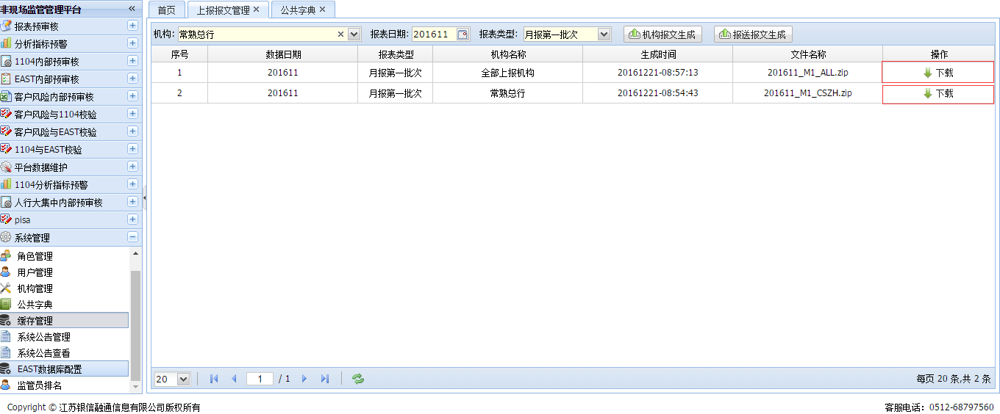 非现场监管管理平台
首页 上报报文管理 公共字典
报表预审核
分析指标预警
1104内部预审核
EAST内部预审核
客户风险内部预审核
客户风险与1104校验
客户风险与EAST校验
1104与EAST校验
平台数据维护
1104分析指标预警
人行大集中内部预审核
pisa
系统管理
角色管理
用户管理
机构管理
公共字典
缓存管理
系统公告管理
系统公告查看
EAST数据库配置
监管员排名
机构: 常熟总行 报表日期: 201611 报表类型: 月报第一批次 机构报文生成 报送报文生成
序号 数据日期 报表类型 机构名称 生成时间 文件名称 操作
1 201611 月报第一批次 全部上报机构 20161221-08:57:13 201611_M1_ALL.zip 下载
2 201611 月报第一批次 常熟总行 20161221-08:54:43 201611_M1_CSZH.zip 下载
20 1 / 1 每页 20 条,共 2 条
Copyright © 江苏银信融通信息有限公司版权所有 客服电话：0512-68797560